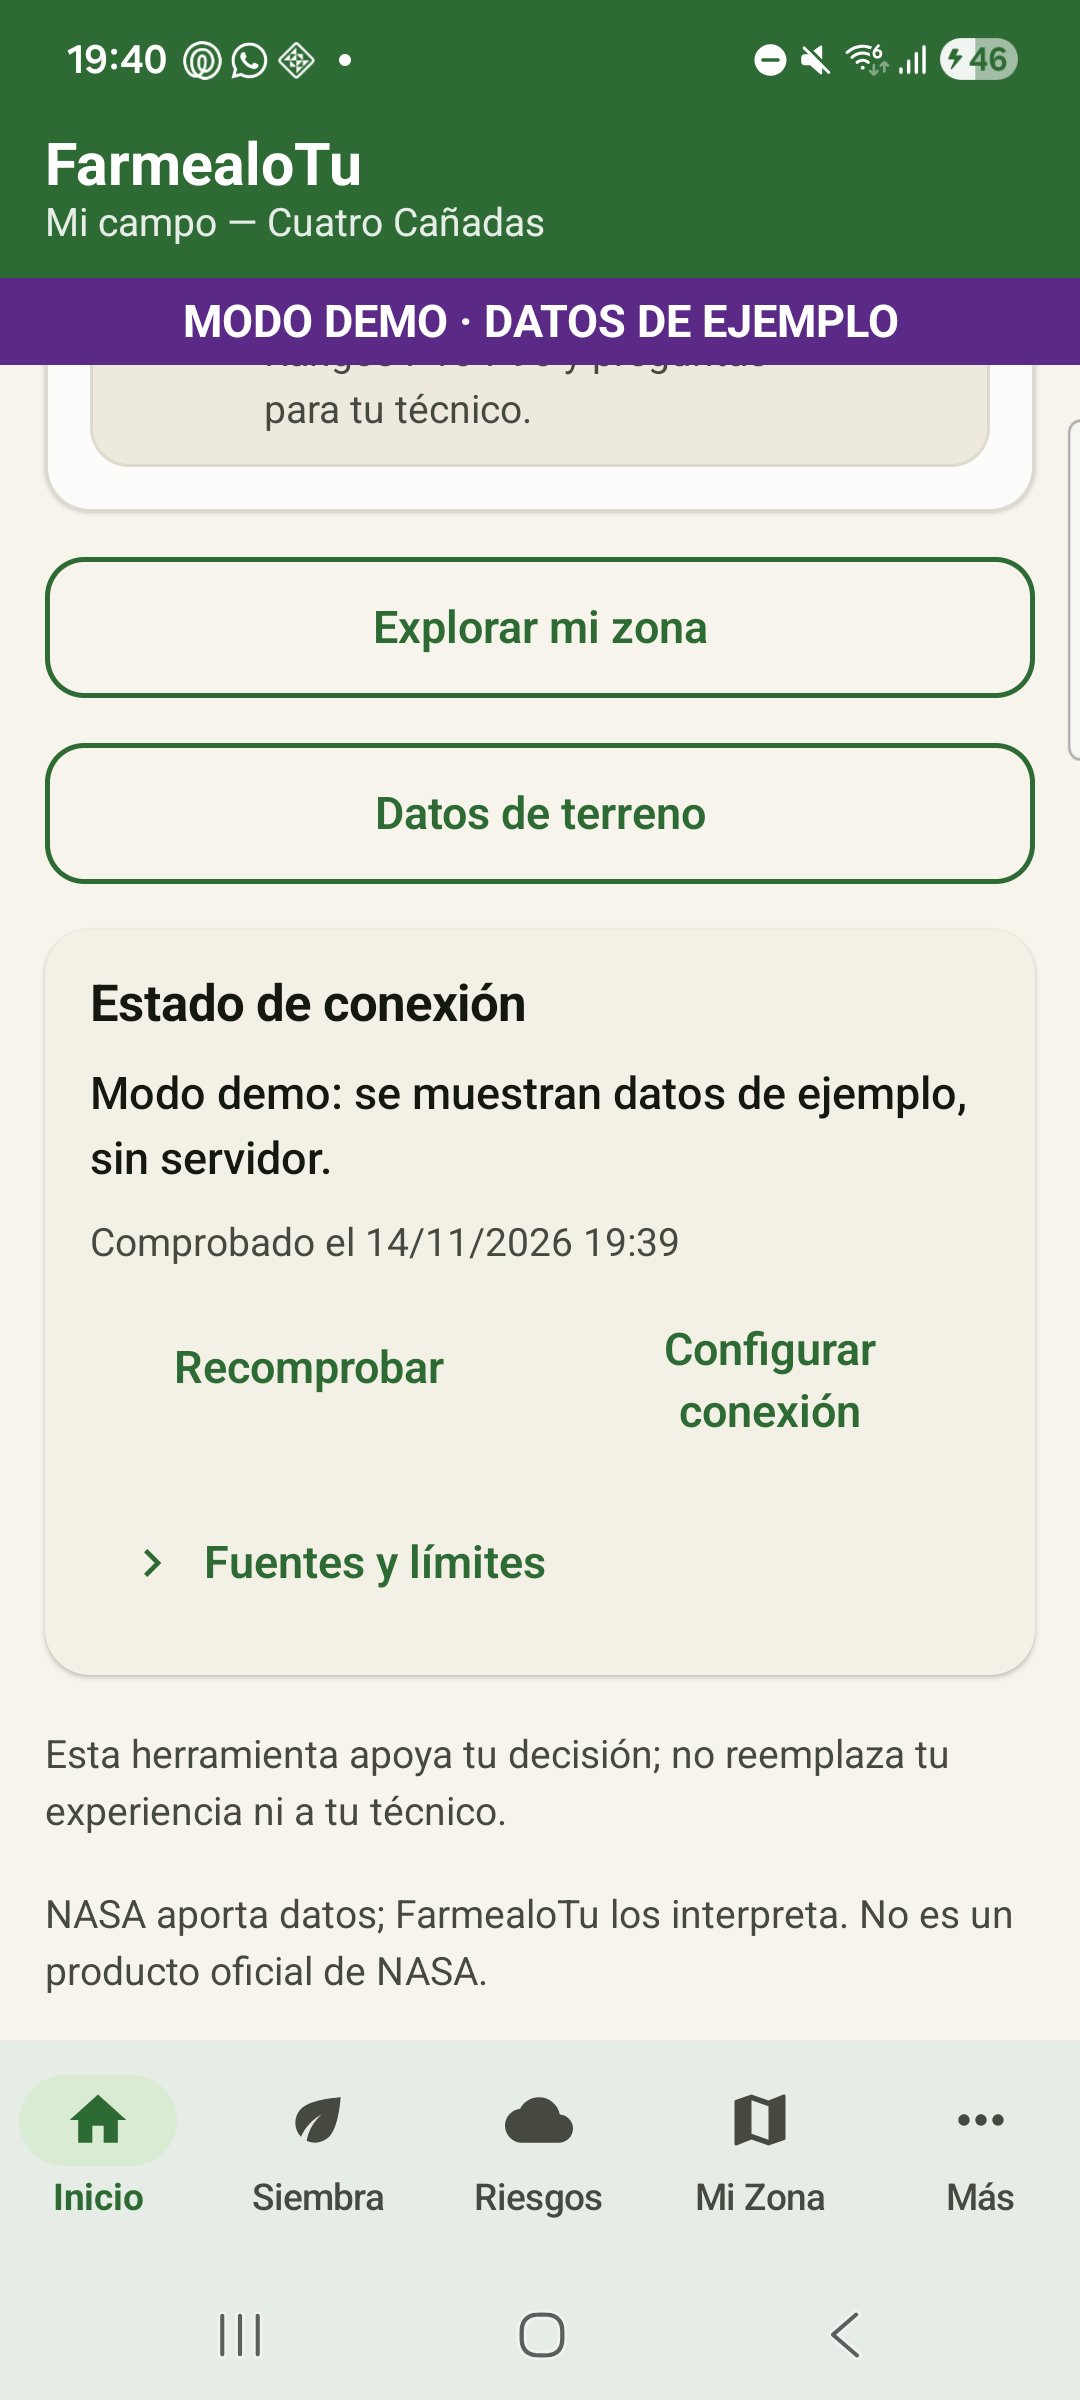 19:40
46
FarmealoTu
Mi campo — Cuatro Cañadas
MODO DEMO · DATOS DE EJEMPLO
para tu técnico.
Explorar mi zona
Datos de terreno
Estado de conexión
Modo demo: se muestran datos de ejemplo,
sin servidor.
Comprobado el 14/11/2026 19:39
Recomprobar
Configurar
conexión
Fuentes y límites
Esta herramienta apoya tu decisión; no reemplaza tu
experiencia ni a tu técnico.
NASA aporta datos; FarmealoTu los interpreta. No es un
producto oficial de NASA.
Inicio
Siembra
Riesgos
Mi Zona
Más